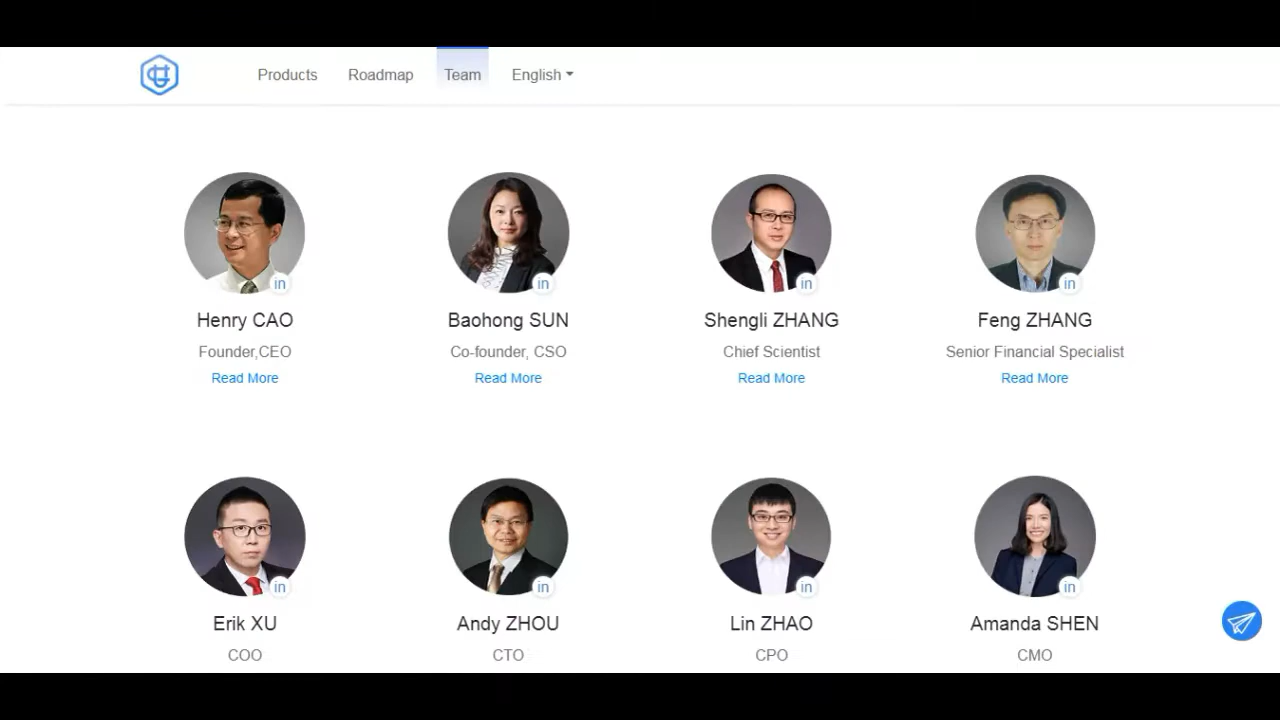 Products Roadmap Team English
in in in in
Henry CAO Baohong SUN Shengli ZHANG Feng ZHANG
Founder,CEO Co-founder, CSO Chief Scientist Senior Financial Specialist
Read More Read More Read More Read More
in in in in
Erik XU Andy ZHOU Lin ZHAO Amanda SHEN
COO CTO CPO CMO